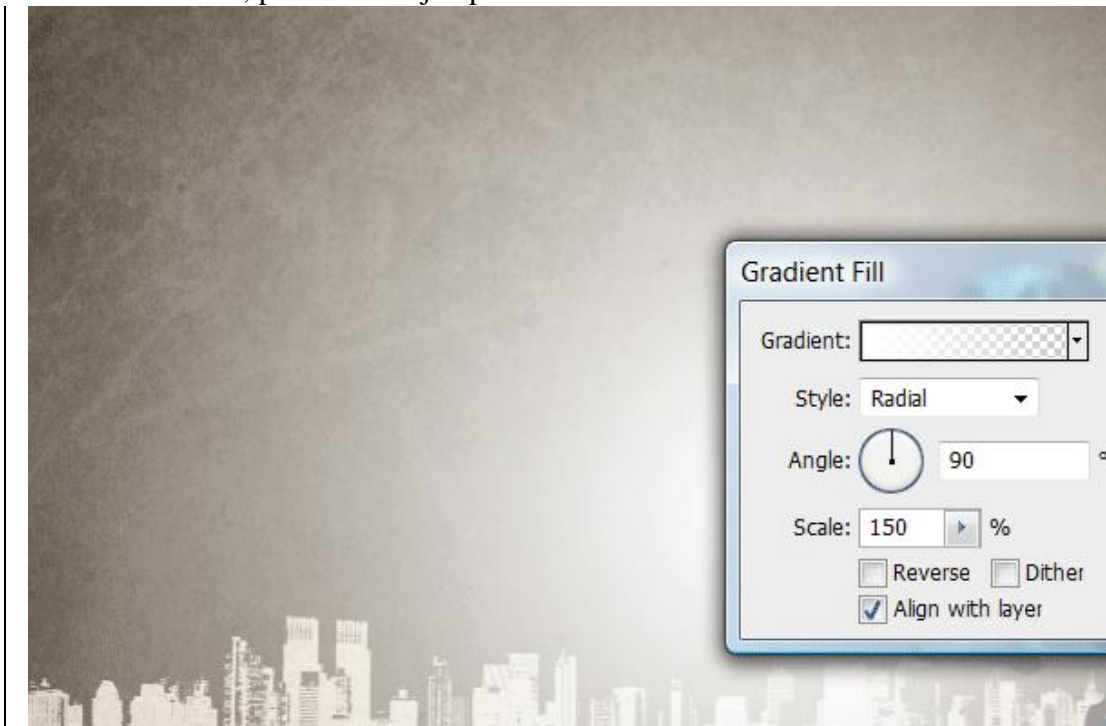 Gradient Fill
Gradient:
Style: Radial
Angle: 90 °
Scale: 150 %
Reverse Dither
Align with layer